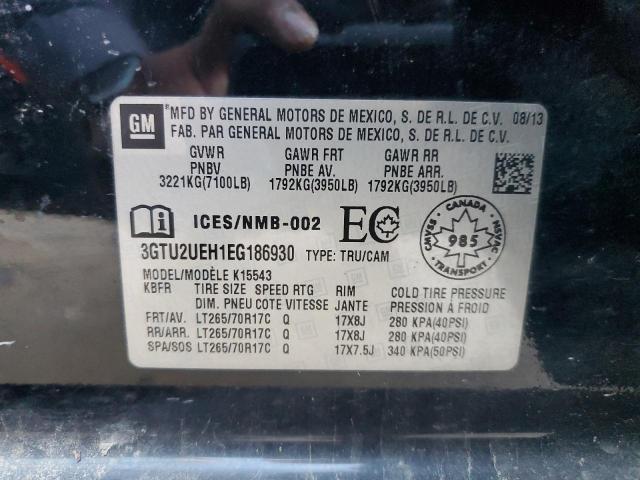 GM
*MFD BY GENERAL MOTORS DE MEXICO, S. DE R.L. DE C.V. 08/13
FAB. PAR GENERAL MOTORS DE MEXICO, S. DE R.L. DE C.V.
GVWR GAWR FRT GAWR RR
PNBV PNBE AV. PNBE ARR.
3221KG(7100LB) 1792KG(3950LB) 1792KG(3950LB)
i ICES/NMB-002 EC
CANADA
CMVSS NSVAC
985
3GTU2UEH1EG186930 TYPE: TRU/CAM
MODEL/MODÈLE K15543
KBFR TIRE SIZE SPEED RTG RIM COLD TIRE PRESSURE
DIM. PNEU COTE VITESSE JANTE PRESSION A FROID
FRT/AV. LT265/70R17C Q 17X8J 280 KPA(40PSI)
RR/ARR. LT265/70R17C Q 17X8J 280 KPA(40PSI)
SPA/SOS LT265/70R17C Q 17X7.5J 340 KPA(50PSI)